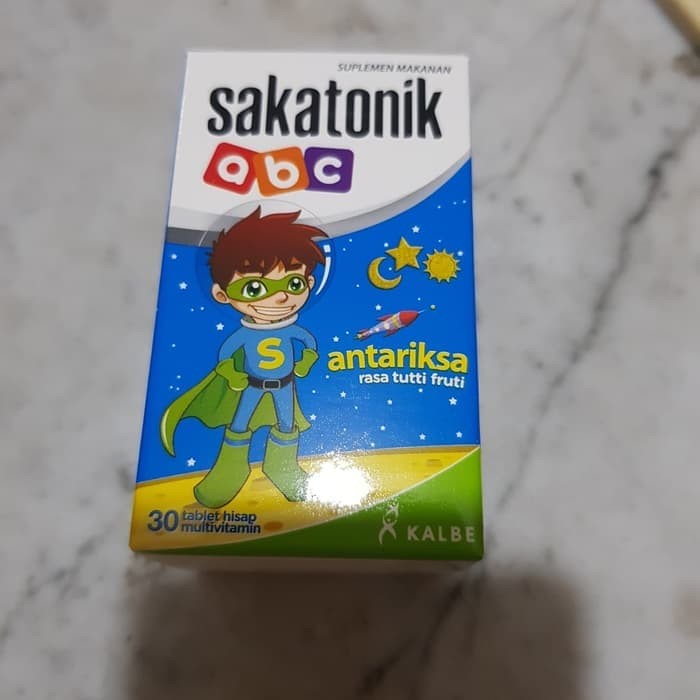 SUPLEMEN MAKANAN
sakatonik
abc
S
antariksa
rasa tutti fruti
30 tablet hisap
multivitamin
KALBE